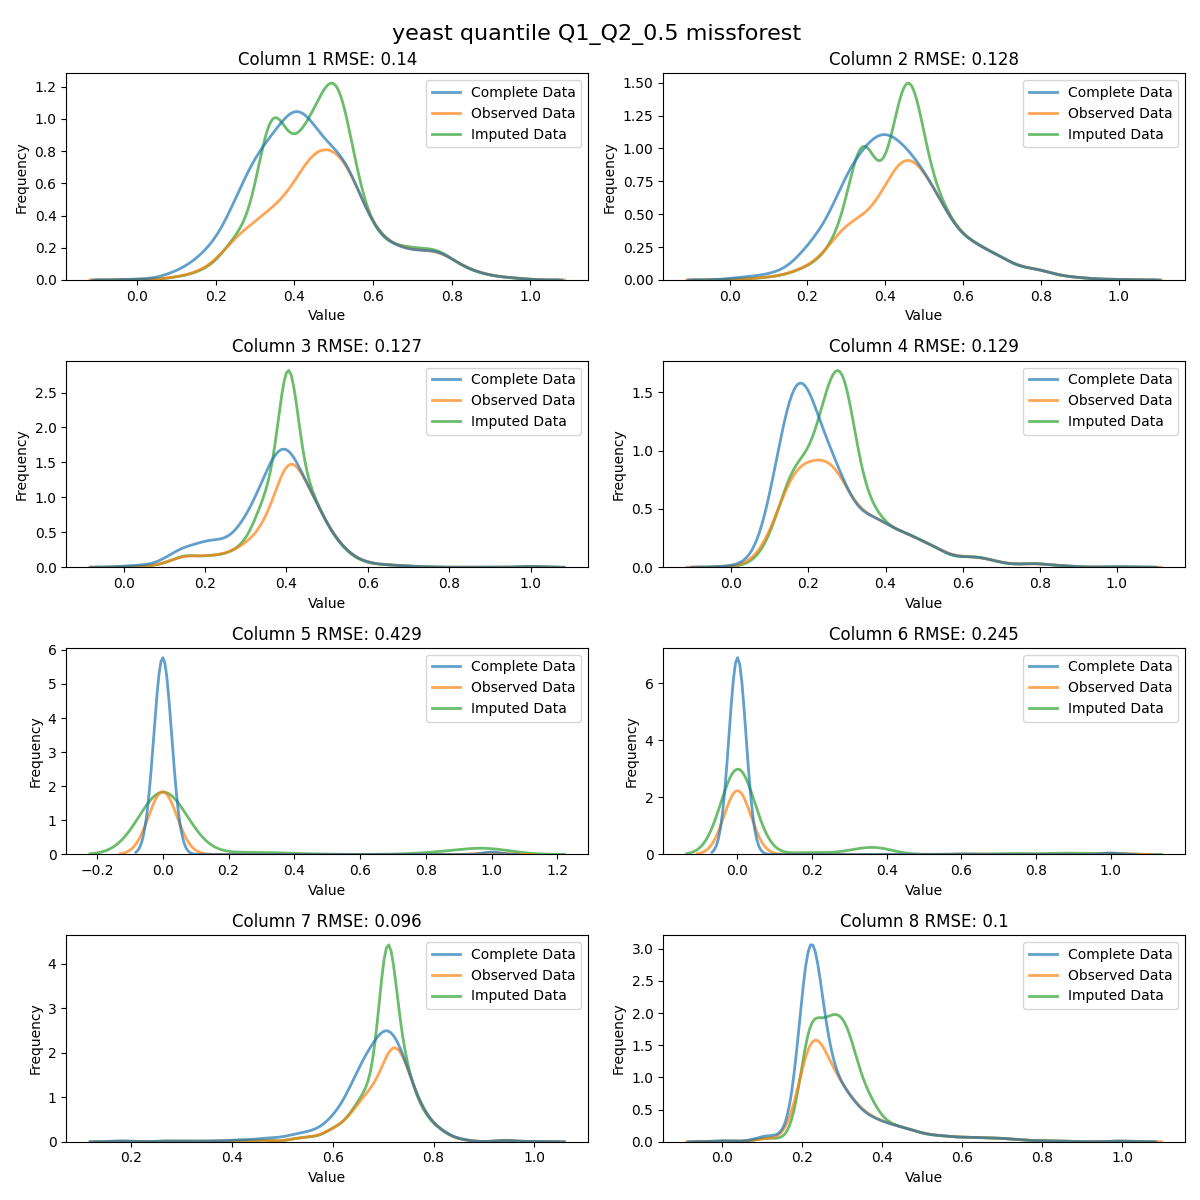 yeast quantile Q1_Q2_0.5 missforest
Column 1 RMSE: 0.14
Frequency
0.0
0.2
0.4
0.6
0.8
1.0
1.2
Complete Data
Observed Data
Imputed Data
0.0 0.2 0.4 0.6 0.8 1.0
Value
Column 2 RMSE: 0.128
Frequency
0.00
0.25
0.50
0.75
1.00
1.25
1.50
Complete Data
Observed Data
Imputed Data
0.0 0.2 0.4 0.6 0.8 1.0
Value
Column 3 RMSE: 0.127
Frequency
0.0
0.5
1.0
1.5
2.0
2.5
Complete Data
Observed Data
Imputed Data
0.0 0.2 0.4 0.6 0.8 1.0
Value
Column 4 RMSE: 0.129
Frequency
0.0
0.5
1.0
1.5
Complete Data
Observed Data
Imputed Data
0.0 0.2 0.4 0.6 0.8 1.0
Value
Column 5 RMSE: 0.429
Frequency
0
1
2
3
4
5
6
Complete Data
Observed Data
Imputed Data
−0.2 0.0 0.2 0.4 0.6 0.8 1.0 1.2
Value
Column 6 RMSE: 0.245
Frequency
0
2
4
6
Complete Data
Observed Data
Imputed Data
0.0 0.2 0.4 0.6 0.8 1.0
Value
Column 7 RMSE: 0.096
Frequency
0
1
2
3
4
Complete Data
Observed Data
Imputed Data
0.2 0.4 0.6 0.8 1.0
Value
Column 8 RMSE: 0.1
Frequency
0.0
0.5
1.0
1.5
2.0
2.5
3.0
Complete Data
Observed Data
Imputed Data
0.0 0.2 0.4 0.6 0.8 1.0
Value